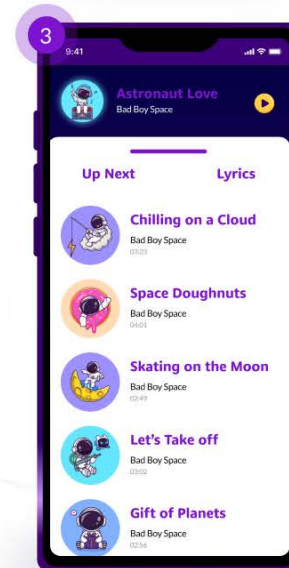 3
9:41
Astronaut Love
Bad Boy Space
Up Next Lyrics
Chilling on a Cloud
Bad Boy Space
03:23
Space Doughnuts
Bad Boy Space
04:01
Skating on the Moon
Bad Boy Space
02:49
Let's Take off
Bad Boy Space
03:02
Gift of Planets
Bad Boy Space
02:56